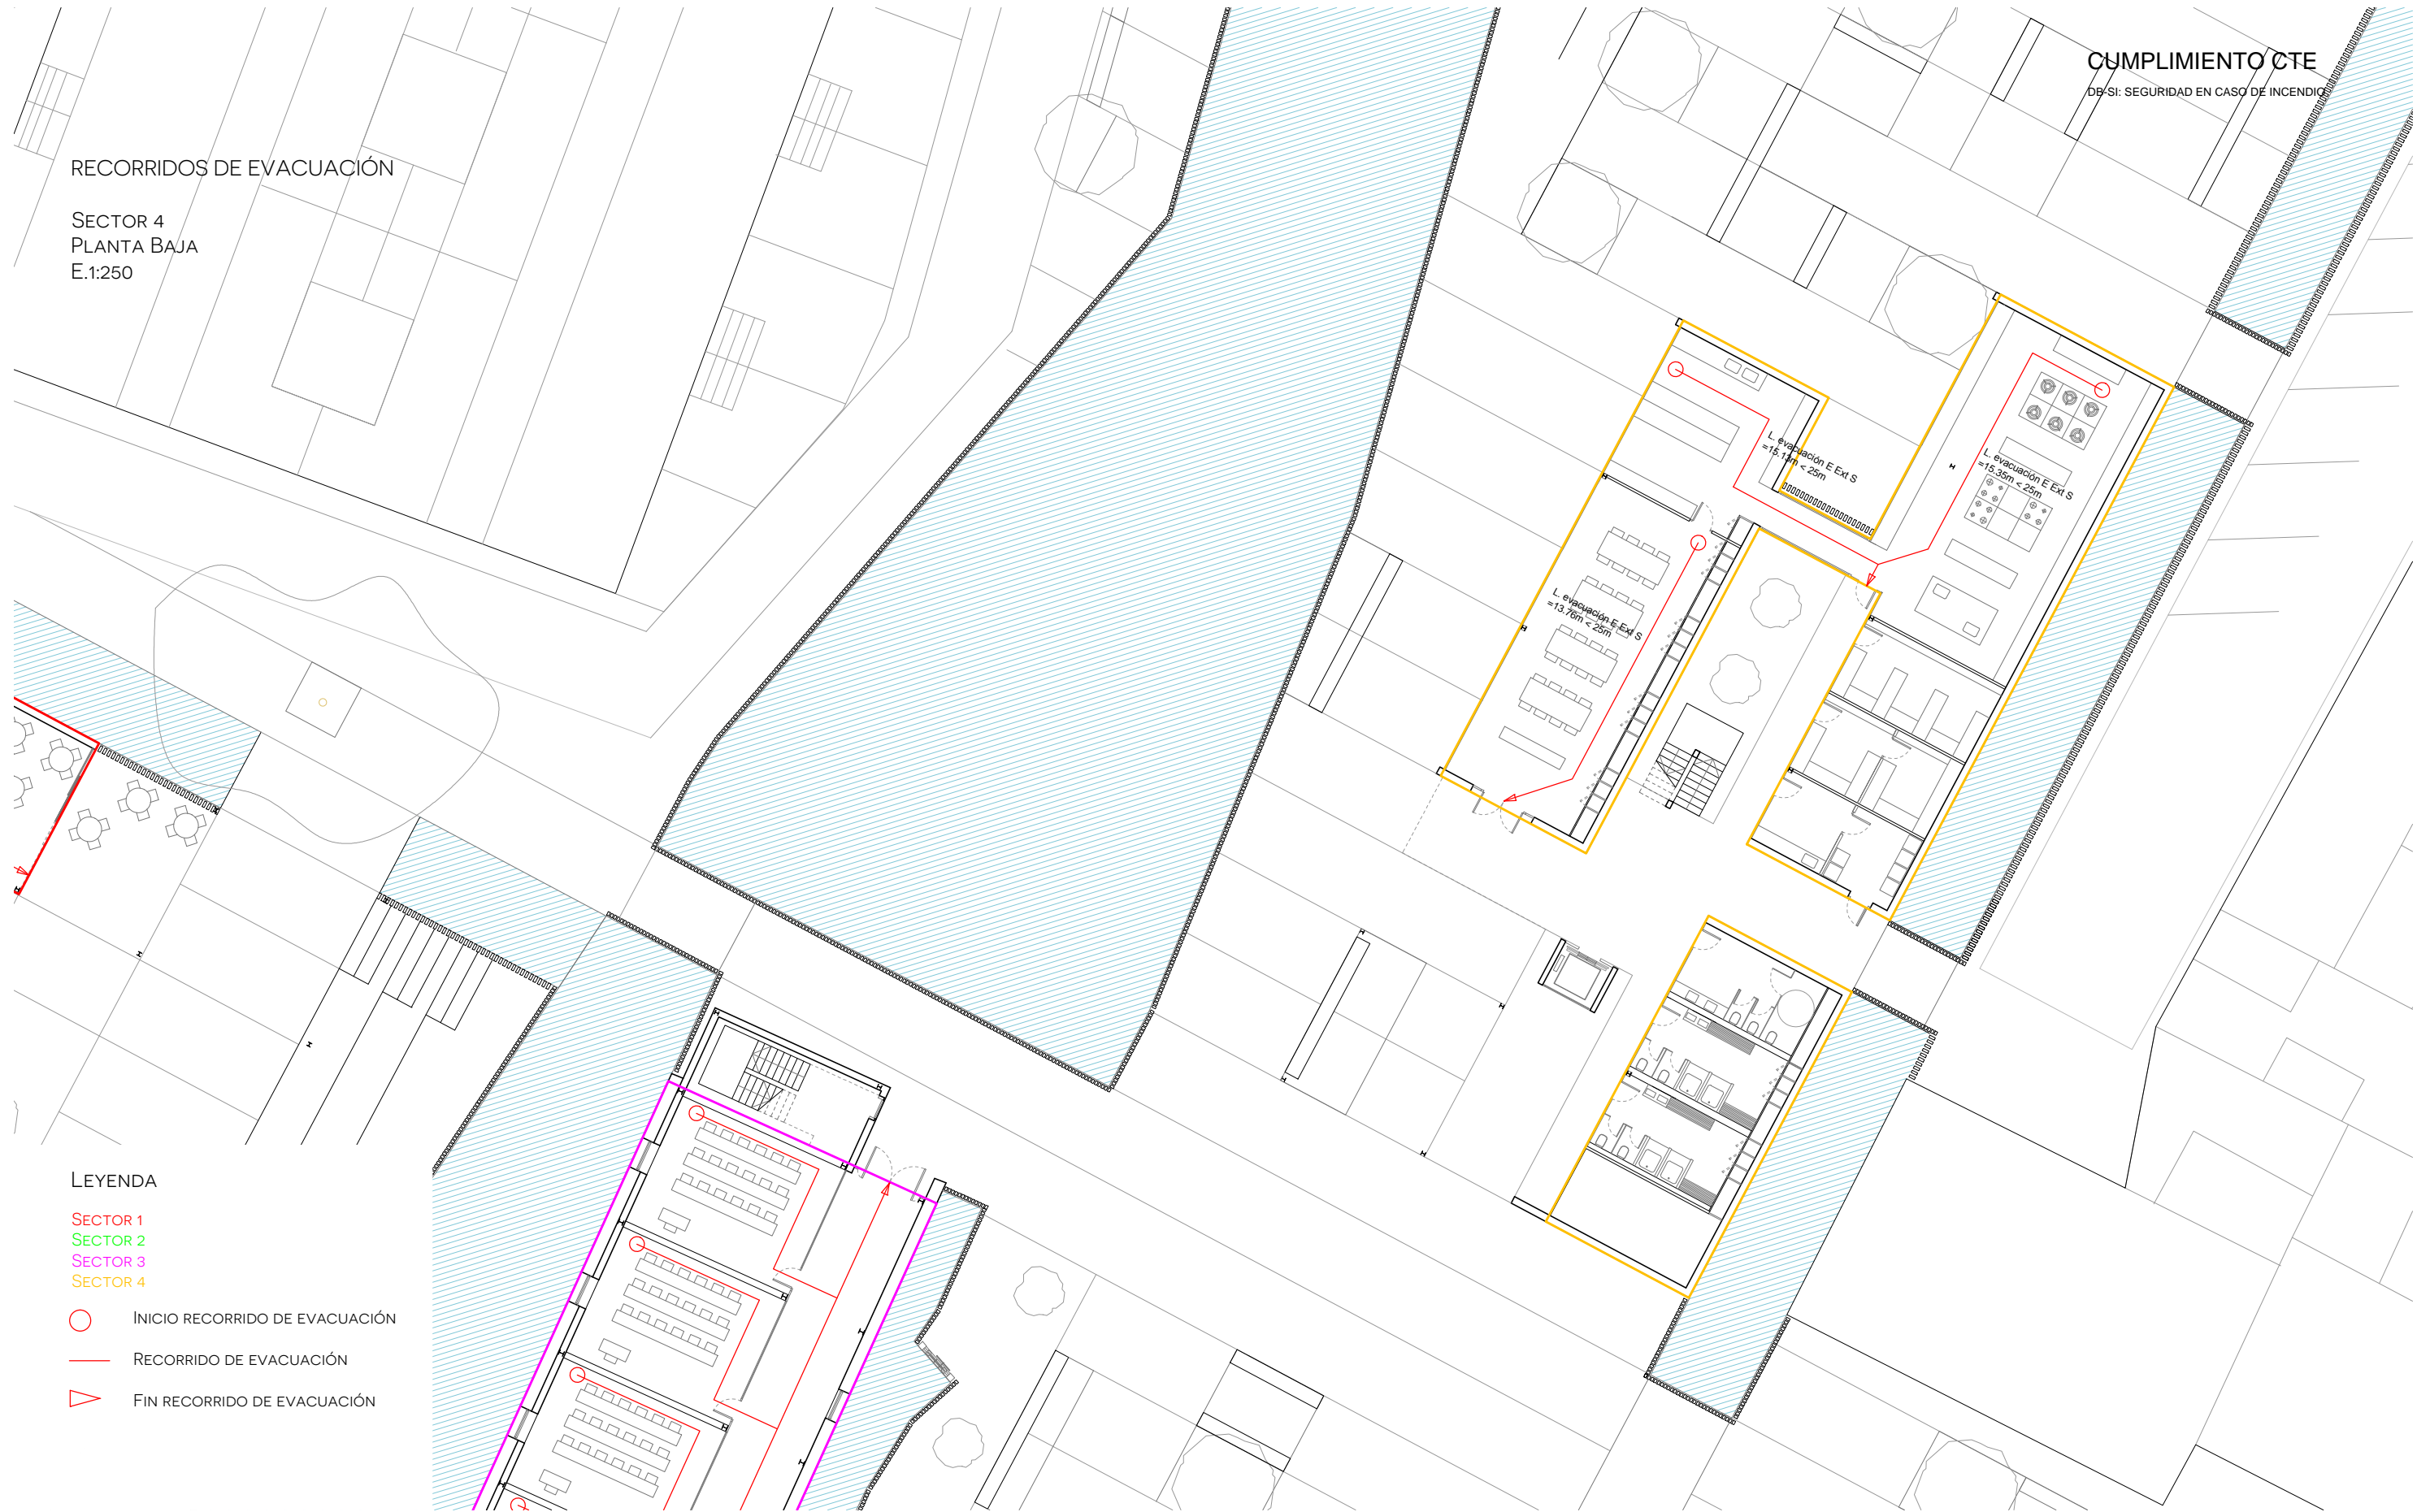 CUMPLIMIENTO CTE
DB-SI: SEGURIDAD EN CASO DE INCENDIO
RECORRIDOS DE EVACUACIÓN
SECTOR 4
PLANTA BAJA
E.1:250
L. evacuación E Ext S
=15.13m < 25m
L. evacuación E Ext S
=15.35m < 25m
L. evacuación E Ext S
=13.76m < 25m
LEYENDA
SECTOR 1
SECTOR 2
SECTOR 3
SECTOR 4
INICIO RECORRIDO DE EVACUACIÓN
RECORRIDO DE EVACUACIÓN
FIN RECORRIDO DE EVACUACIÓN